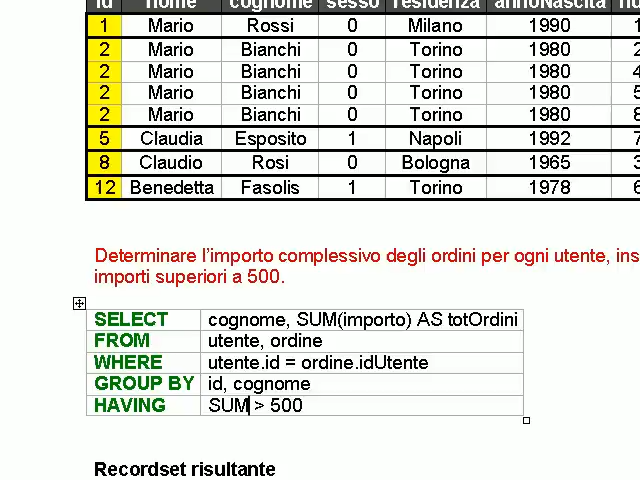 id nome cognome sesso residenza annoNascita
1 Mario Rossi 0 Milano 1990 1
2 Mario Bianchi 0 Torino 1980 2
2 Mario Bianchi 0 Torino 1980 4
2 Mario Bianchi 0 Torino 1980 5
2 Mario Bianchi 0 Torino 1980 8
5 Claudia Esposito 1 Napoli 1992 7
8 Claudio Rosi 0 Bologna 1965 3
12 Benedetta Fasolis 1 Torino 1978 6
Determinare l'importo complessivo degli ordini per ogni utente, ins
importi superiori a 500.
SELECT cognome, SUM(importo) AS totOrdini
FROM utente, ordine
WHERE utente.id = ordine.idUtente
GROUP BY id, cognome
HAVING SUM > 500
Recordset risultante